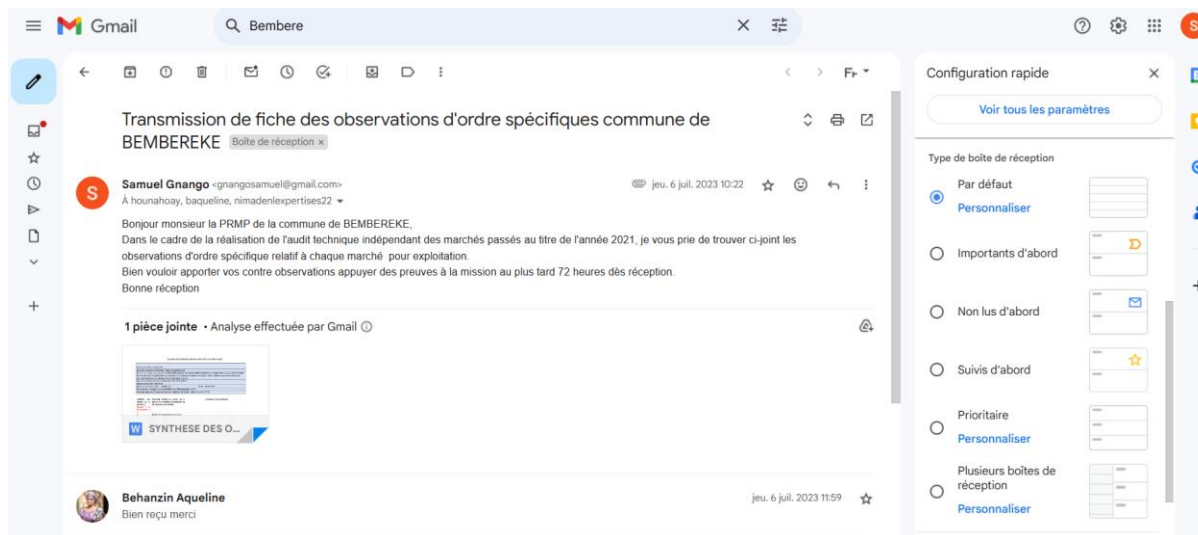 Gmail
Bembere
Fr
Transmission de fiche des observations d'ordre spécifiques commune de
BEMBEREKE Boîte de réception ×
Samuel Gnango <gnangosamuel@gmail.com>
jeu. 6 juil. 2023 10:22
À hounahoay, baqueline, nimadenlexpertises22
Bonjour monsieur la PRMP de la commune de BEMBEREKE,
Dans le cadre de la réalisation de l'audit technique indépendant des marchés passés au titre de l'année 2021, je vous prie de trouver ci-joint les
observations d'ordre spécifique relatif à chaque marché pour exploitation.
Bien vouloir apporter vos contre observations appuyer des preuves à la mission au plus tard 72 heures dès réception.
Bonne réception
1 pièce jointe • Analyse effectuée par Gmail
W SYNTHESE DES O...
Behanzin Aqueline
jeu. 6 juil. 2023 11:59
Bien reçu merci
S
S
Configuration rapide
Voir tous les paramètres
Type de boîte de réception
Par défaut
Personnaliser
Importants d'abord
Non lus d'abord
Suivis d'abord
Prioritaire
Personnaliser
Plusieurs boîtes de
réception
Personnaliser